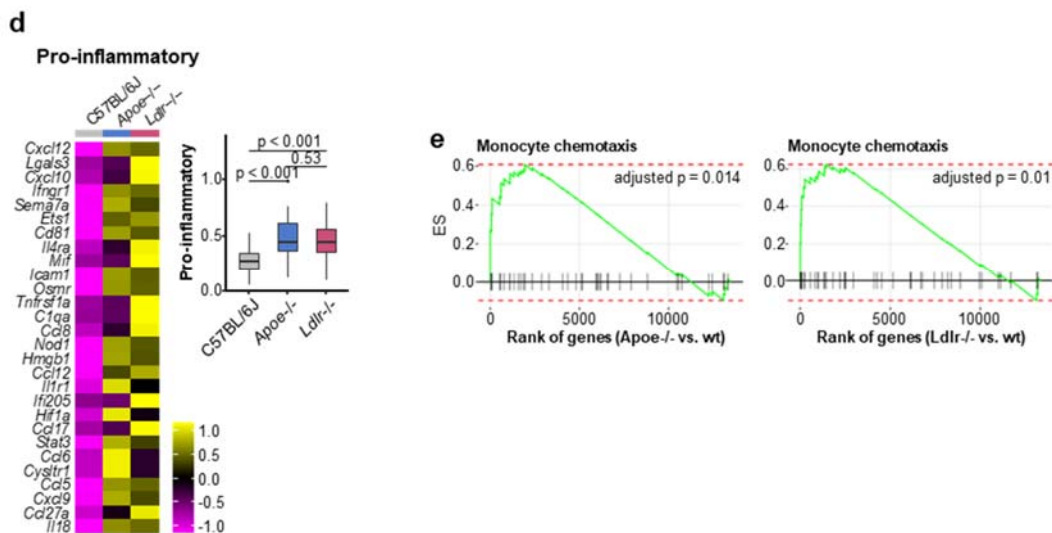 d
Pro-inflammatory
C57BL/6J
Apoe−/−
Ldlr−/−
Cxcl12
Lgals3
Cxcl10
Ifngr1
Sema7a
Ets1
Cd81
Il4ra
Mif
Icam1
Osmr
Tnfrsf1a
C1qa
Ccl8
Nod1
Hmgb1
Ccl12
Il1r1
Ifi205
Hif1a
Ccl17
Stat3
Ccl6
Cysltr1
Ccl5
Cxcl9
Ccl27a
Il18
1.0
0.5
0.0
-0.5
-1.0
Pro-inflammatory
1.0
0.5
0.0
p < 0.001
0.53
p < 0.001
C57BL/6J
Apoe-/-
Ldlr-/-
e
Monocyte chemotaxis
adjusted p = 0.014
ES
0.6
0.4
0.2
0.0
0
5000
10000
Rank of genes (Apoe-/- vs. wt)
Monocyte chemotaxis
adjusted p = 0.01
0.6
0.4
0.2
0.0
0
5000
10000
Rank of genes (Ldlr-/- vs. wt)